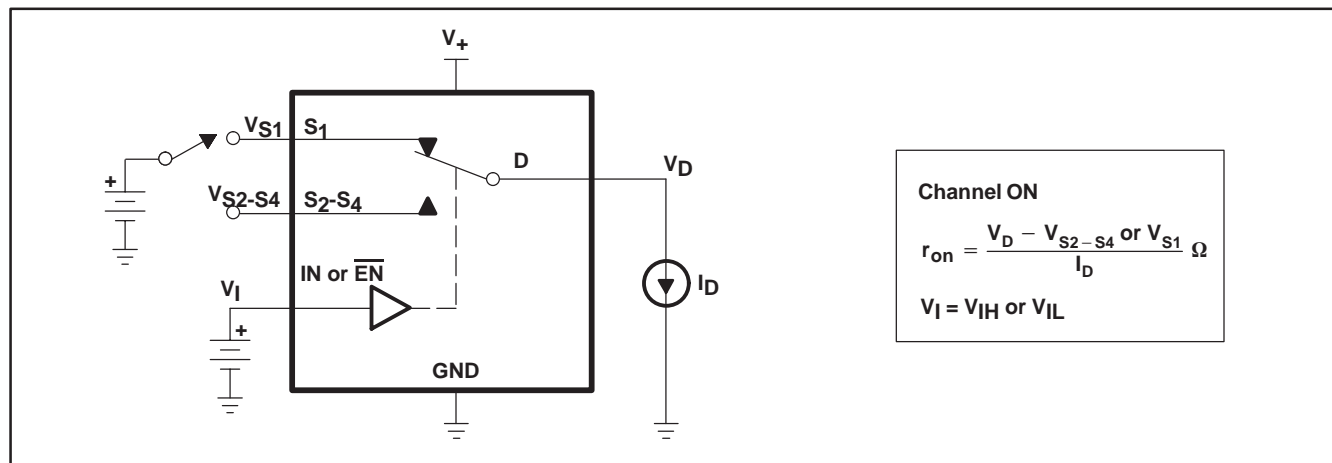 V+
VS1
S1
D
VD
+
VS2-S4
S2-S4
IN or E̅N̅
VI
ID
+
GND
Channel ON
ron = VD − VS2−S4 or VS1 / ID Ω
VI = VIH or VIL